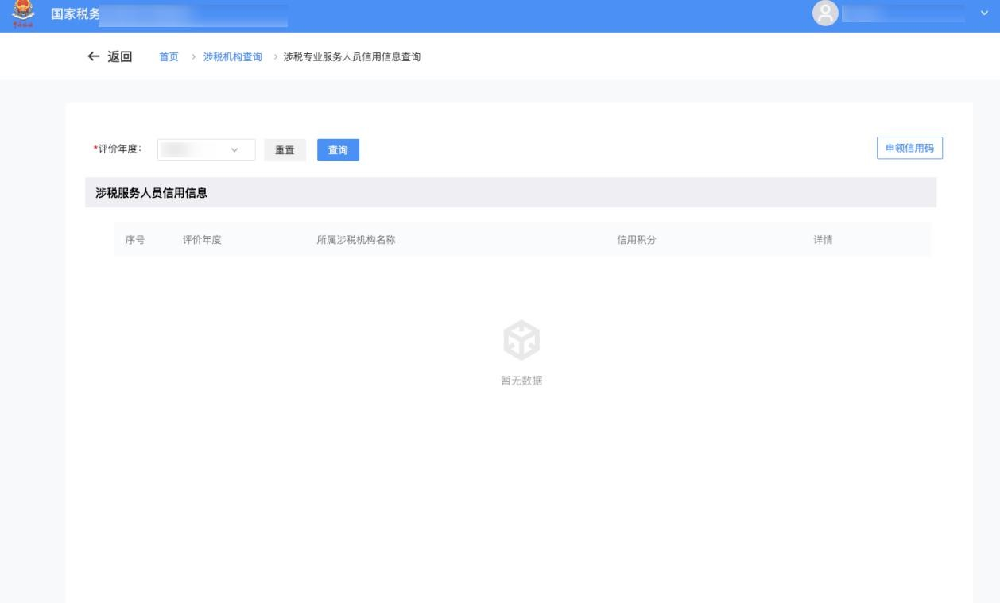 国家税务
返回 首页 > 涉税机构查询 > 涉税专业服务人员信用信息查询
*评价年度： 重置 查询 申领信用码
涉税服务人员信用信息
序号 评价年度 所属涉税机构名称 信用积分 详情
暂无数据